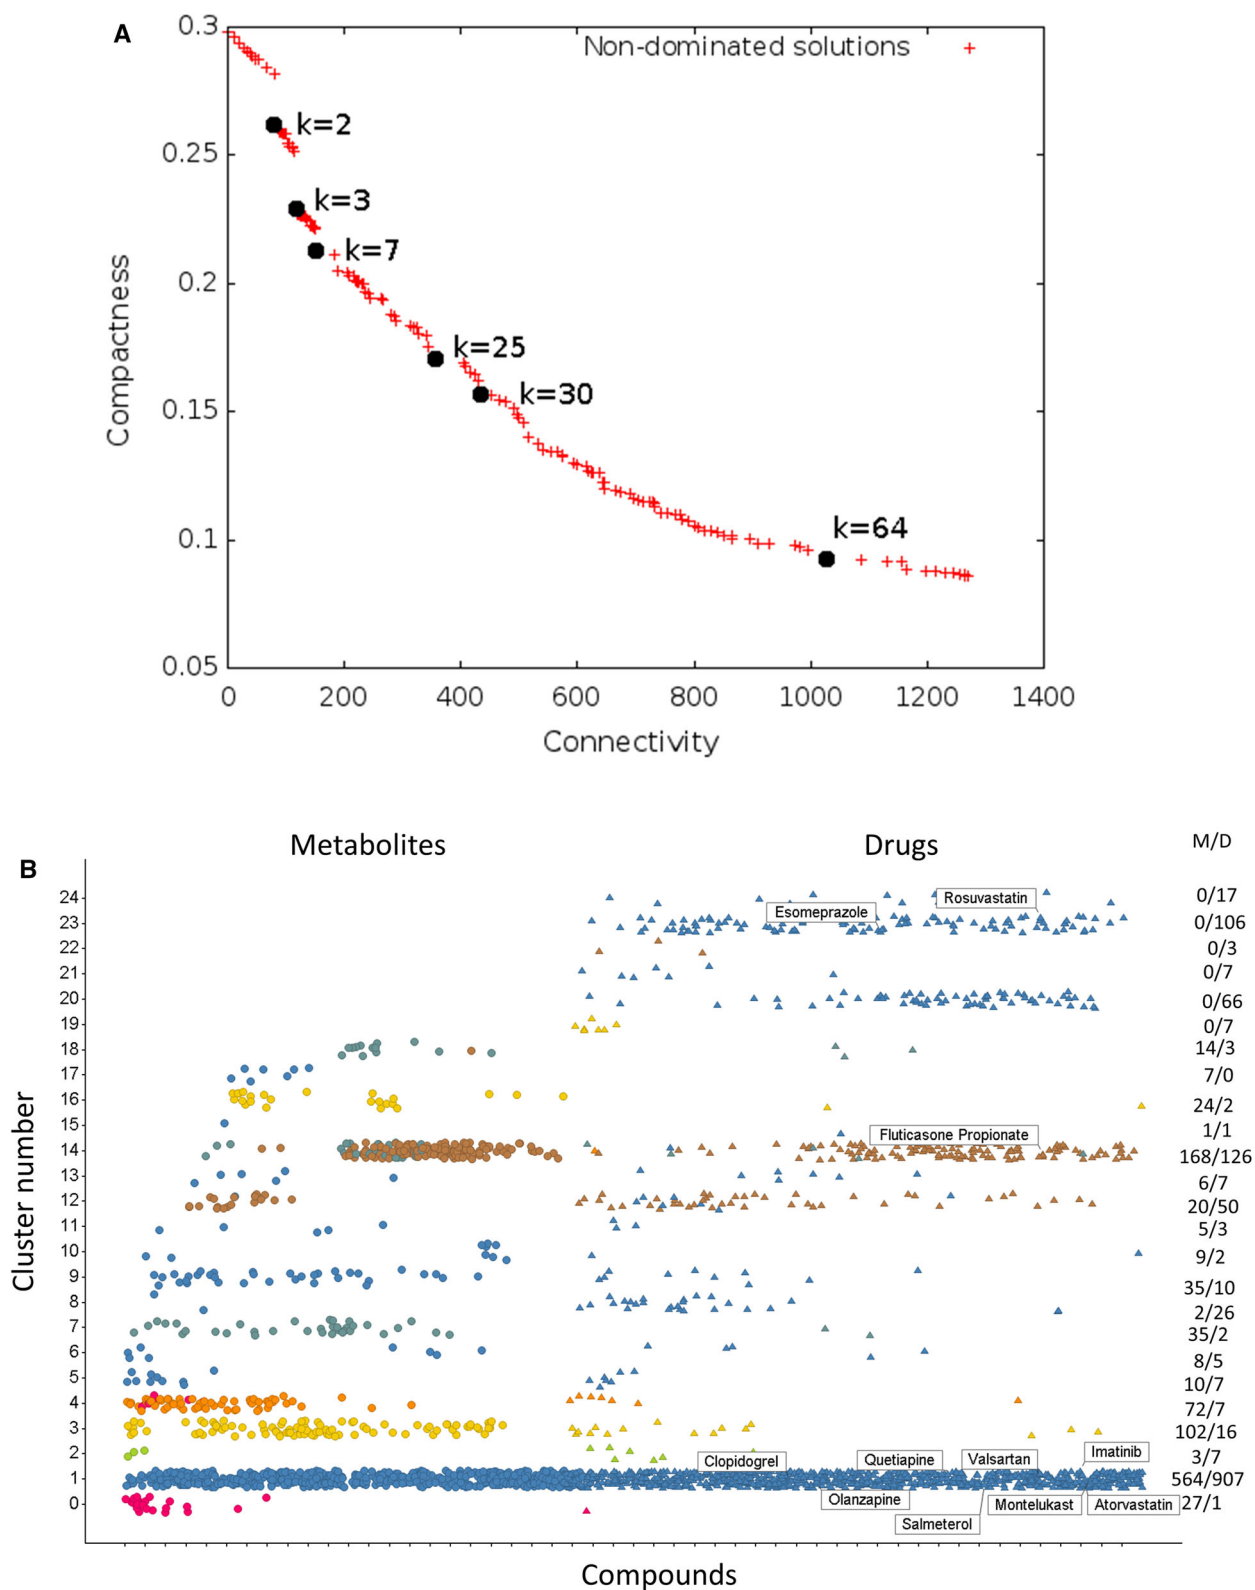 A
0.3
Non-dominated solutions
k=2
0.25
k=3
k=7
0.2
k=25
k=30
0.15
k=64
0.1
0.05
0 200 400 600 800 1000 1200 1400
Compactness
Connectivity
B
Metabolites Drugs M/D
24 0/17
Rosuvastatin
Esomeprazole
23 0/106
22 0/3
21 0/7
20 0/66
19 0/7
18 14/3
17 7/0
16 24/2
15 1/1
Fluticasone Propionate
14 168/126
13 6/7
12 20/50
11 5/3
10 9/2
9 35/10
8 2/26
7 35/2
6 8/5
5 10/7
4 72/7
3 102/16
2 3/7
Clopidogrel Quetiapine Valsartan Imatinib
1 564/907
Olanzapine Montelukast Atorvastatin
0 27/1
Salmeterol
Cluster number
Compounds